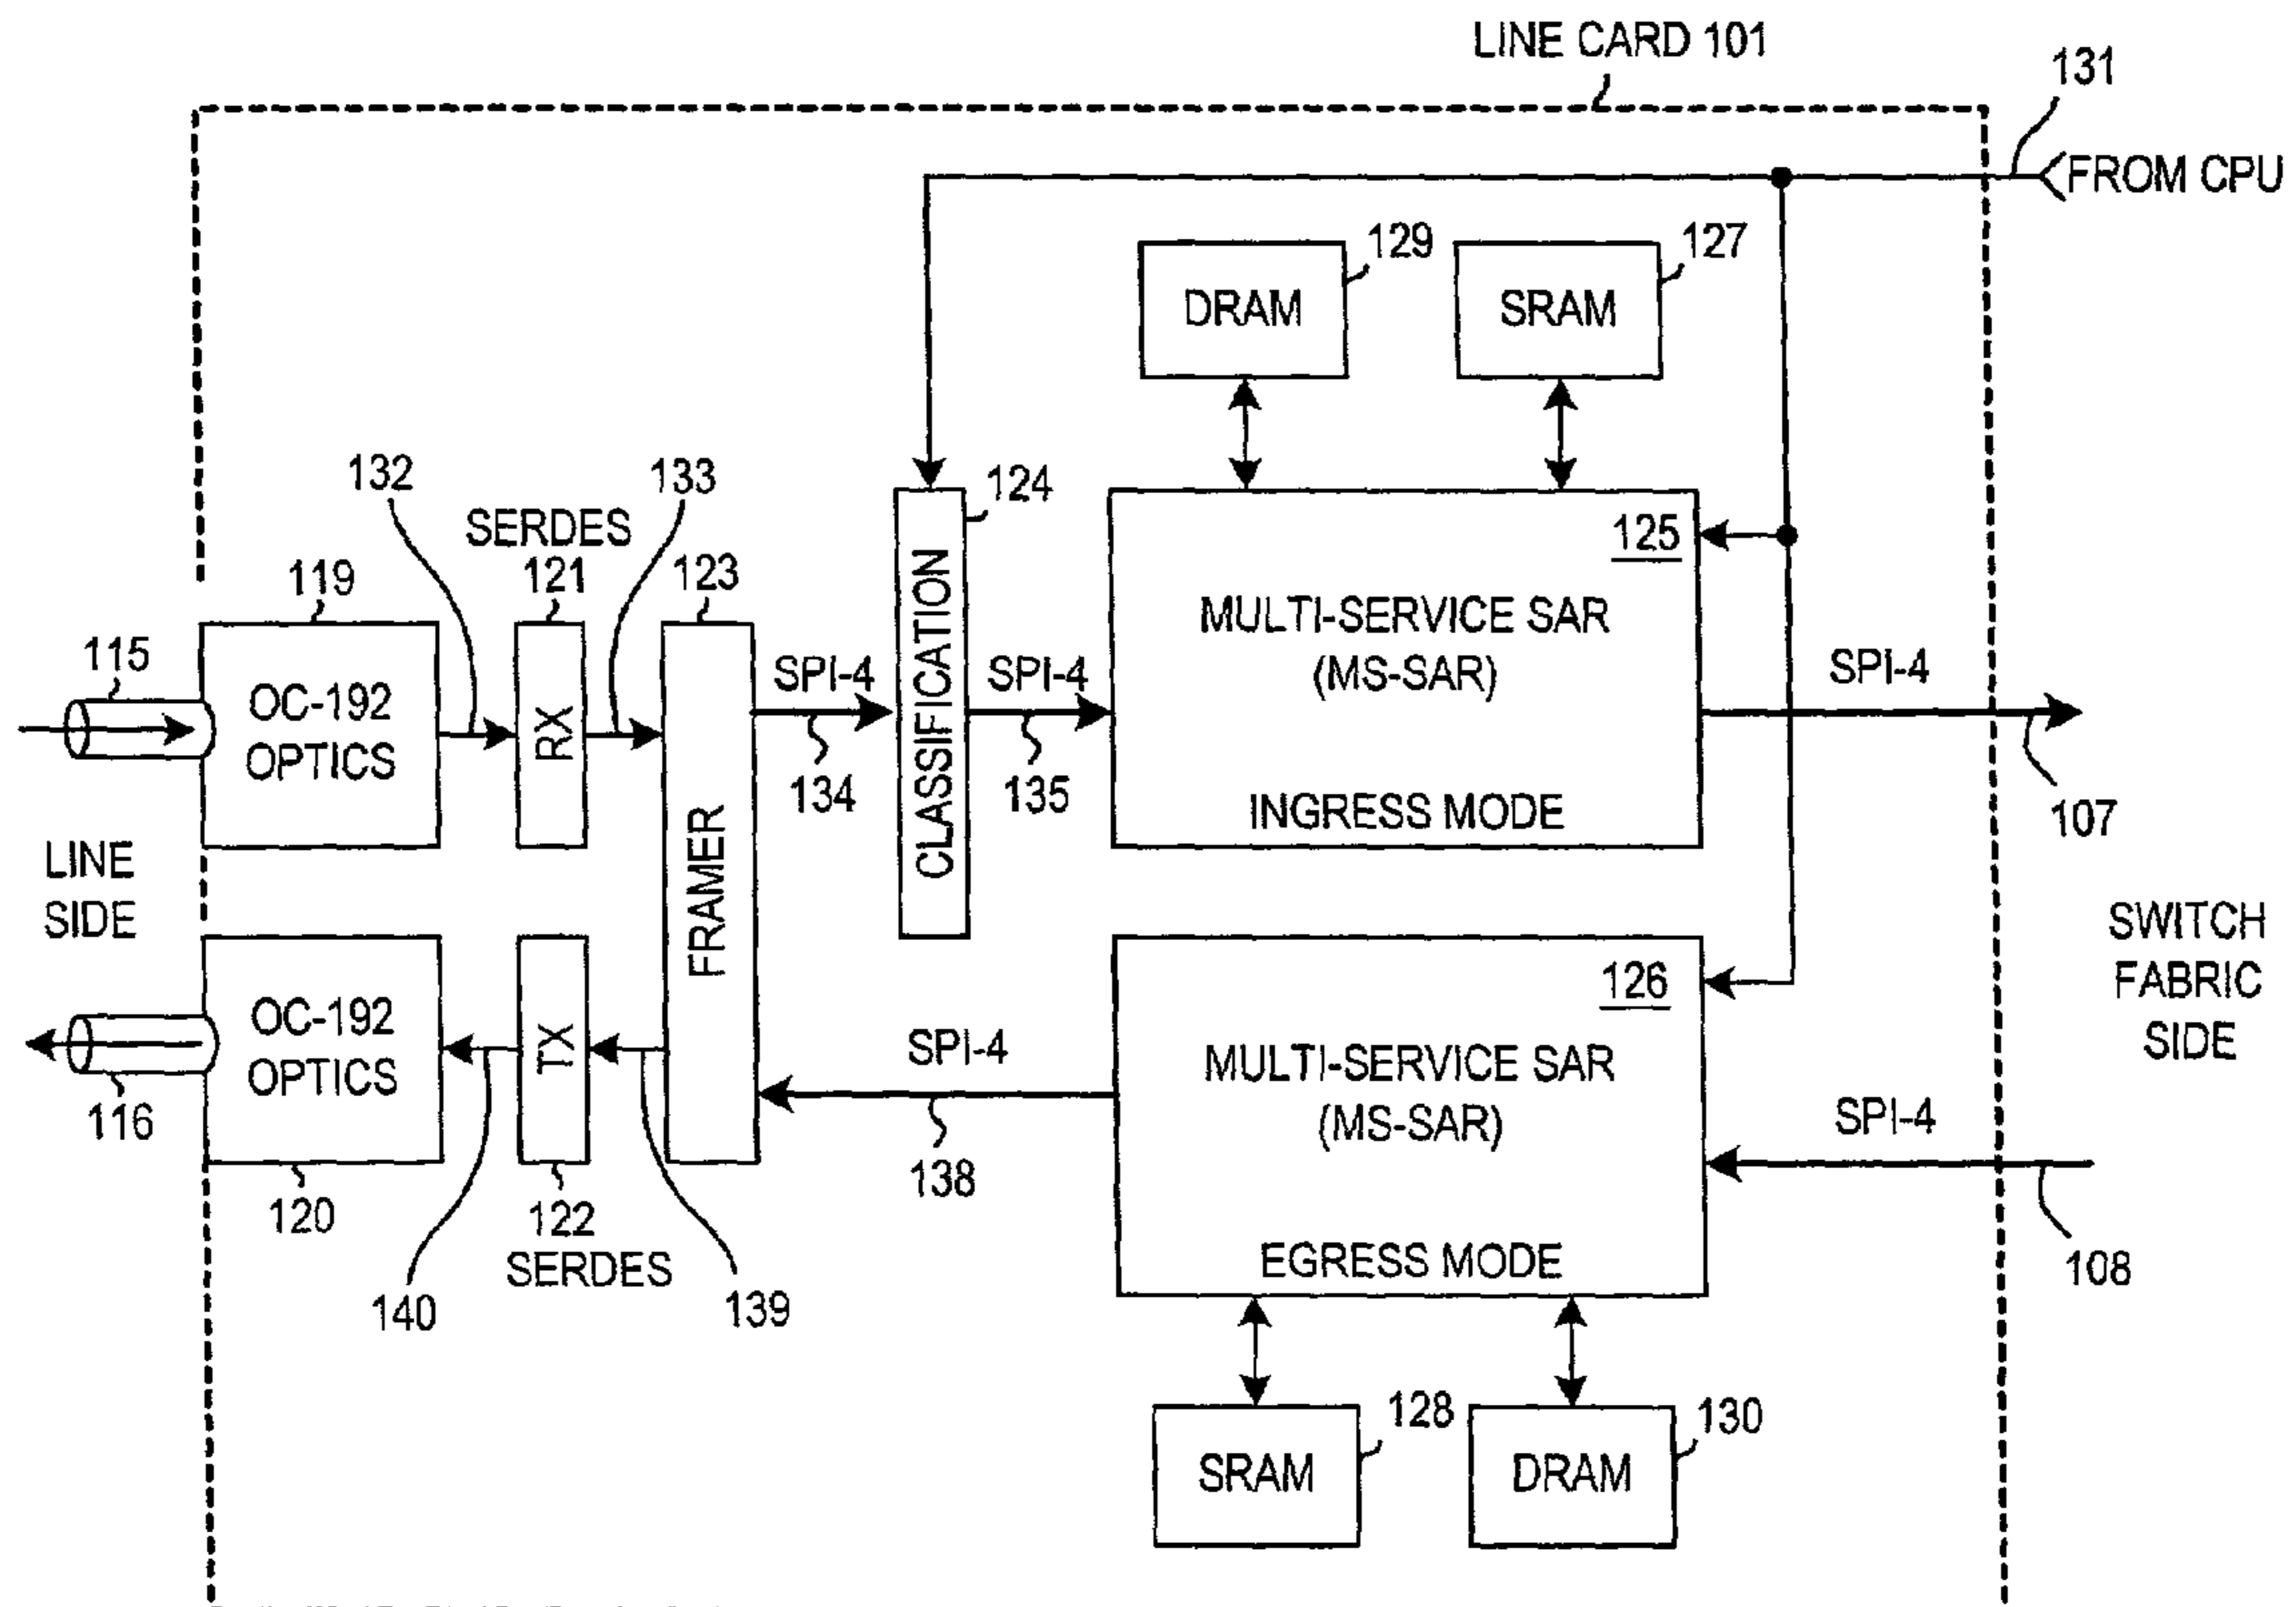 LINE CARD 101
131
FROM CPU
129
127
DRAM
SRAM
132
SERDES
121
133
124
119
123
125
115
OC-192
OPTICS
RX
SPI-4
CLASSIFICATION
SPI-4
MULTI-SERVICE SAR
(MS-SAR)
SPI-4
134
135
INGRESS MODE
107
LINE
SIDE
FRAMER
126
SWITCH
FABRIC
SIDE
OC-192
OPTICS
TX
SPI-4
MULTI-SERVICE SAR
(MS-SAR)
SPI-4
116
138
120
122
SERDES
140
139
EGRESS MODE
108
128
130
SRAM
DRAM